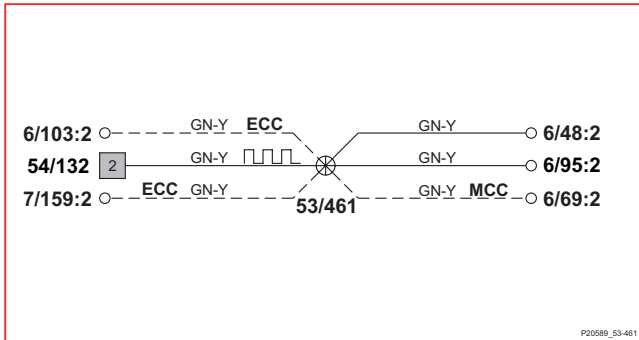 6/103:2 GN-Y ECC GN-Y 6/48:2
54/132 2 GN-Y GN-Y 6/95:2
7/159:2 ECC GN-Y GN-Y MCC 6/69:2
53/461
P20589_53-461